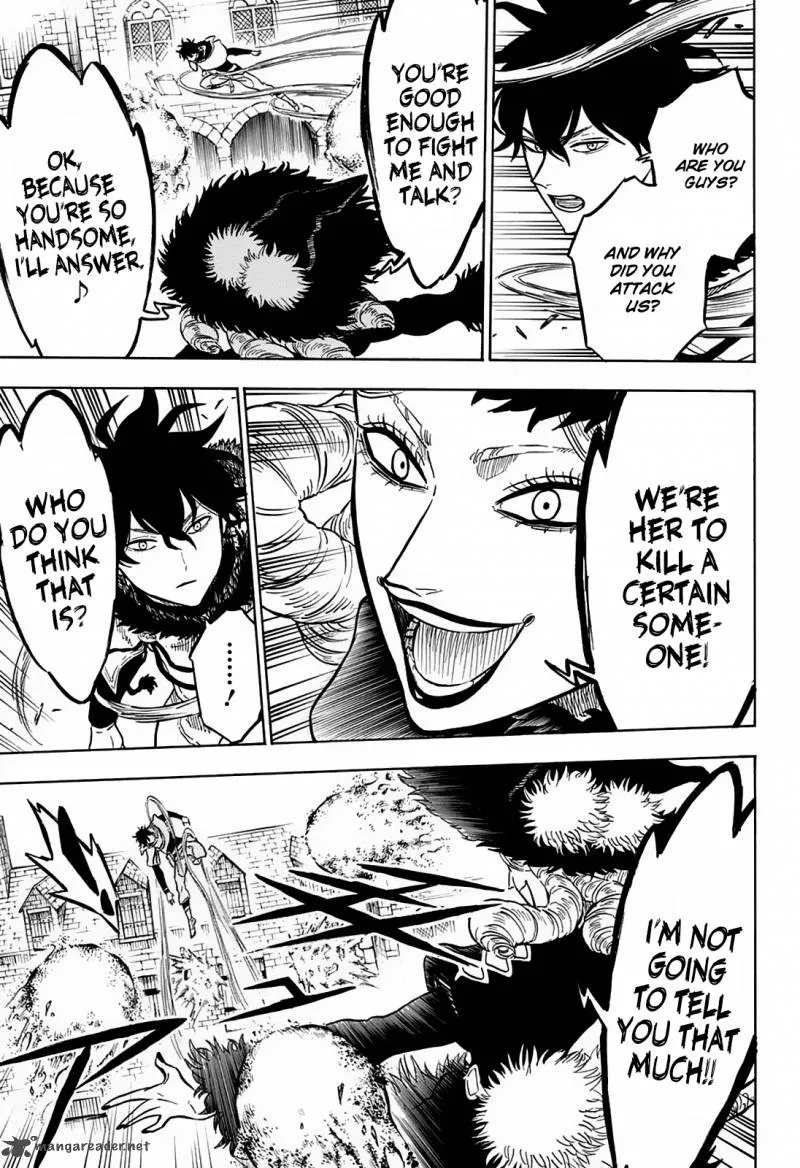 WHO
ARE YOU
GUYS?
AND WHY
DID YOU
ATTACK
US?
YOU'RE
GOOD
ENOUGH
TO FIGHT
ME AND
TALK?
OK,
BECAUSE
YOU'RE SO
HANDSOME,
I'LL ANSWER.
♪
WE'RE
HER TO
KILL A
CERTAIN
SOME-
ONE!
WHO
DO YOU
THINK
THAT
IS?
......
I'M NOT
GOING
TO TELL
YOU THAT
MUCH!!
mangareader.net